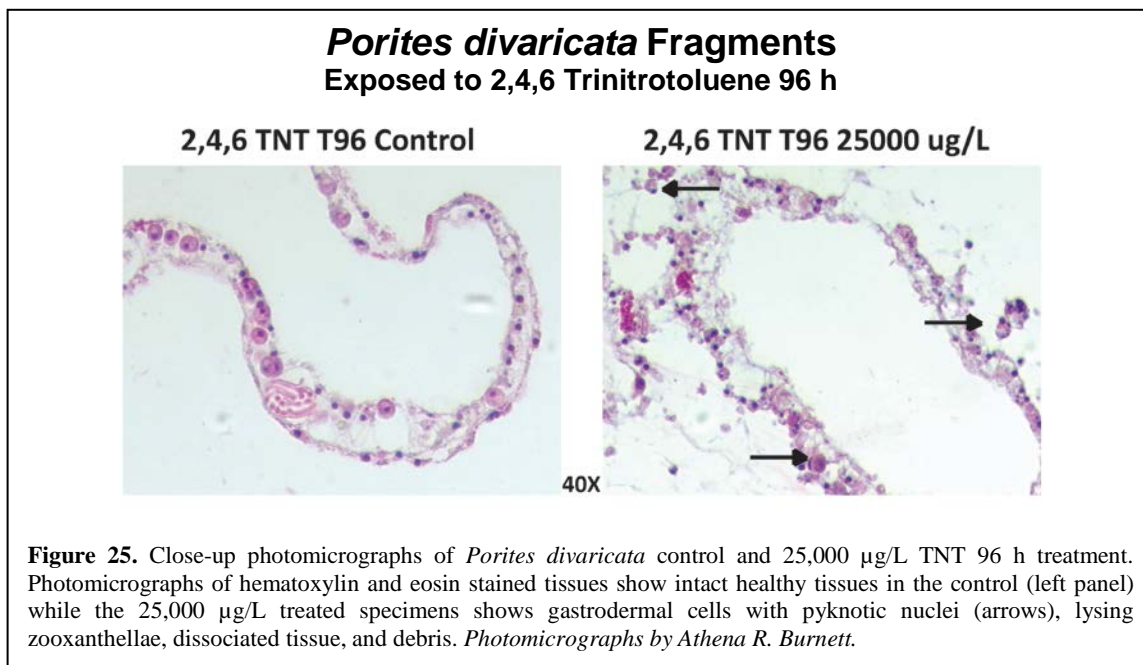 Porites divaricata Fragments
Exposed to 2,4,6 Trinitrotoluene 96 h
2,4,6 TNT T96 Control
2,4,6 TNT T96 25000 ug/L
40X
Figure 25. Close-up photomicrographs of Porites divaricata control and 25,000 µg/L TNT 96 h treatment.
Photomicrographs of hematoxylin and eosin stained tissues show intact healthy tissues in the control (left panel)
while the 25,000 µg/L treated specimens shows gastrodermal cells with pyknotic nuclei (arrows), lysing
zooxanthellae, dissociated tissue, and debris. Photomicrographs by Athena R. Burnett.